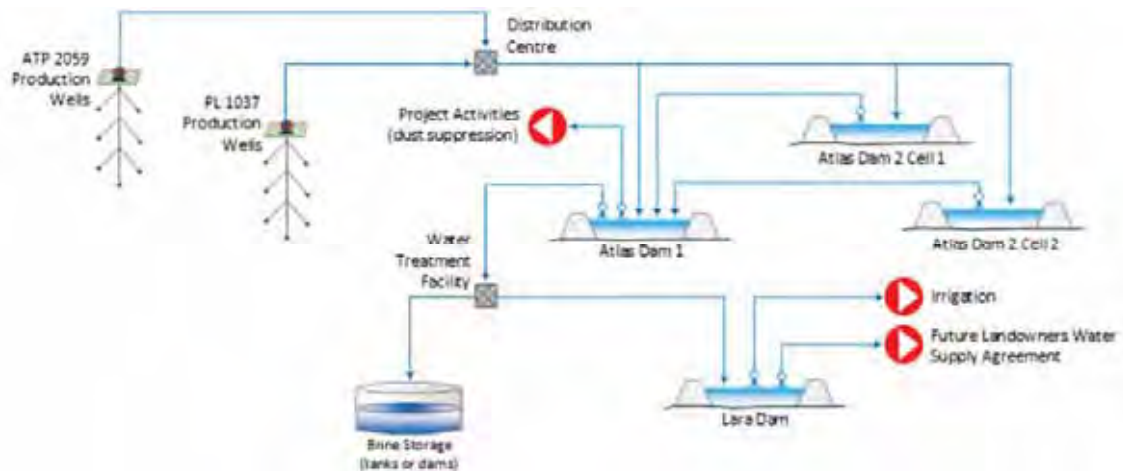 Distribution
Centre
ATP 2059
Production
Wells
PL 1037
Production
Wells
Project Activities
(dust suppression)
Atlas Dam 2 Cell 1
Atlas Dam 2 Cell 2
Atlas Dam 1
Water
Treatment
Facility
Irrigation
Future Landowners Water
Supply Agreement
Lara Dam
Brine Storage
(tanks or dams)